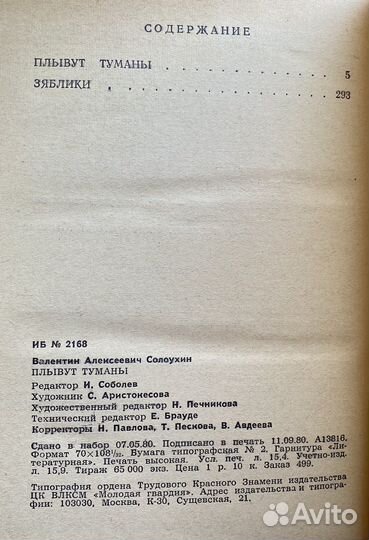 СОДЕРЖАНИЕ
ПЛЫВУТ ТУМАНЫ . . . . . . . . . . . . . 5
ЗЯБЛИКИ . . . . . . . . . . . . . . . 293
ИБ № 2168
Валентин Алексеевич Солоухин
ПЛЫВУТ ТУМАНЫ
Редактор И. Соболев
Художник С. Аристокесова
Художественный редактор Н. Печникова
Технический редактор Е. Брауде
Корректоры Н. Павлова, Т. Пескова, В. Авдеева
Сдано в набор 07.05.80. Подписано в печать 11.09.80. А13816.
Формат 70×108¹/₃₂. Бумага типографская № 2. Гарнитура «Ли-
тературная». Печать высокая. Усл. печ. л. 15,4. Учетно-изд.
л. 15,9. Тираж 65 000 экз. Цена 1 р. 10 к. Заказ 499.
Типография ордена Трудового Красного Знамени издательства
ЦК ВЛКСМ «Молодая гвардия». Адрес издательства и типогра-
фии: 103030, Москва, К-30, Сущевская, 21.
Avito